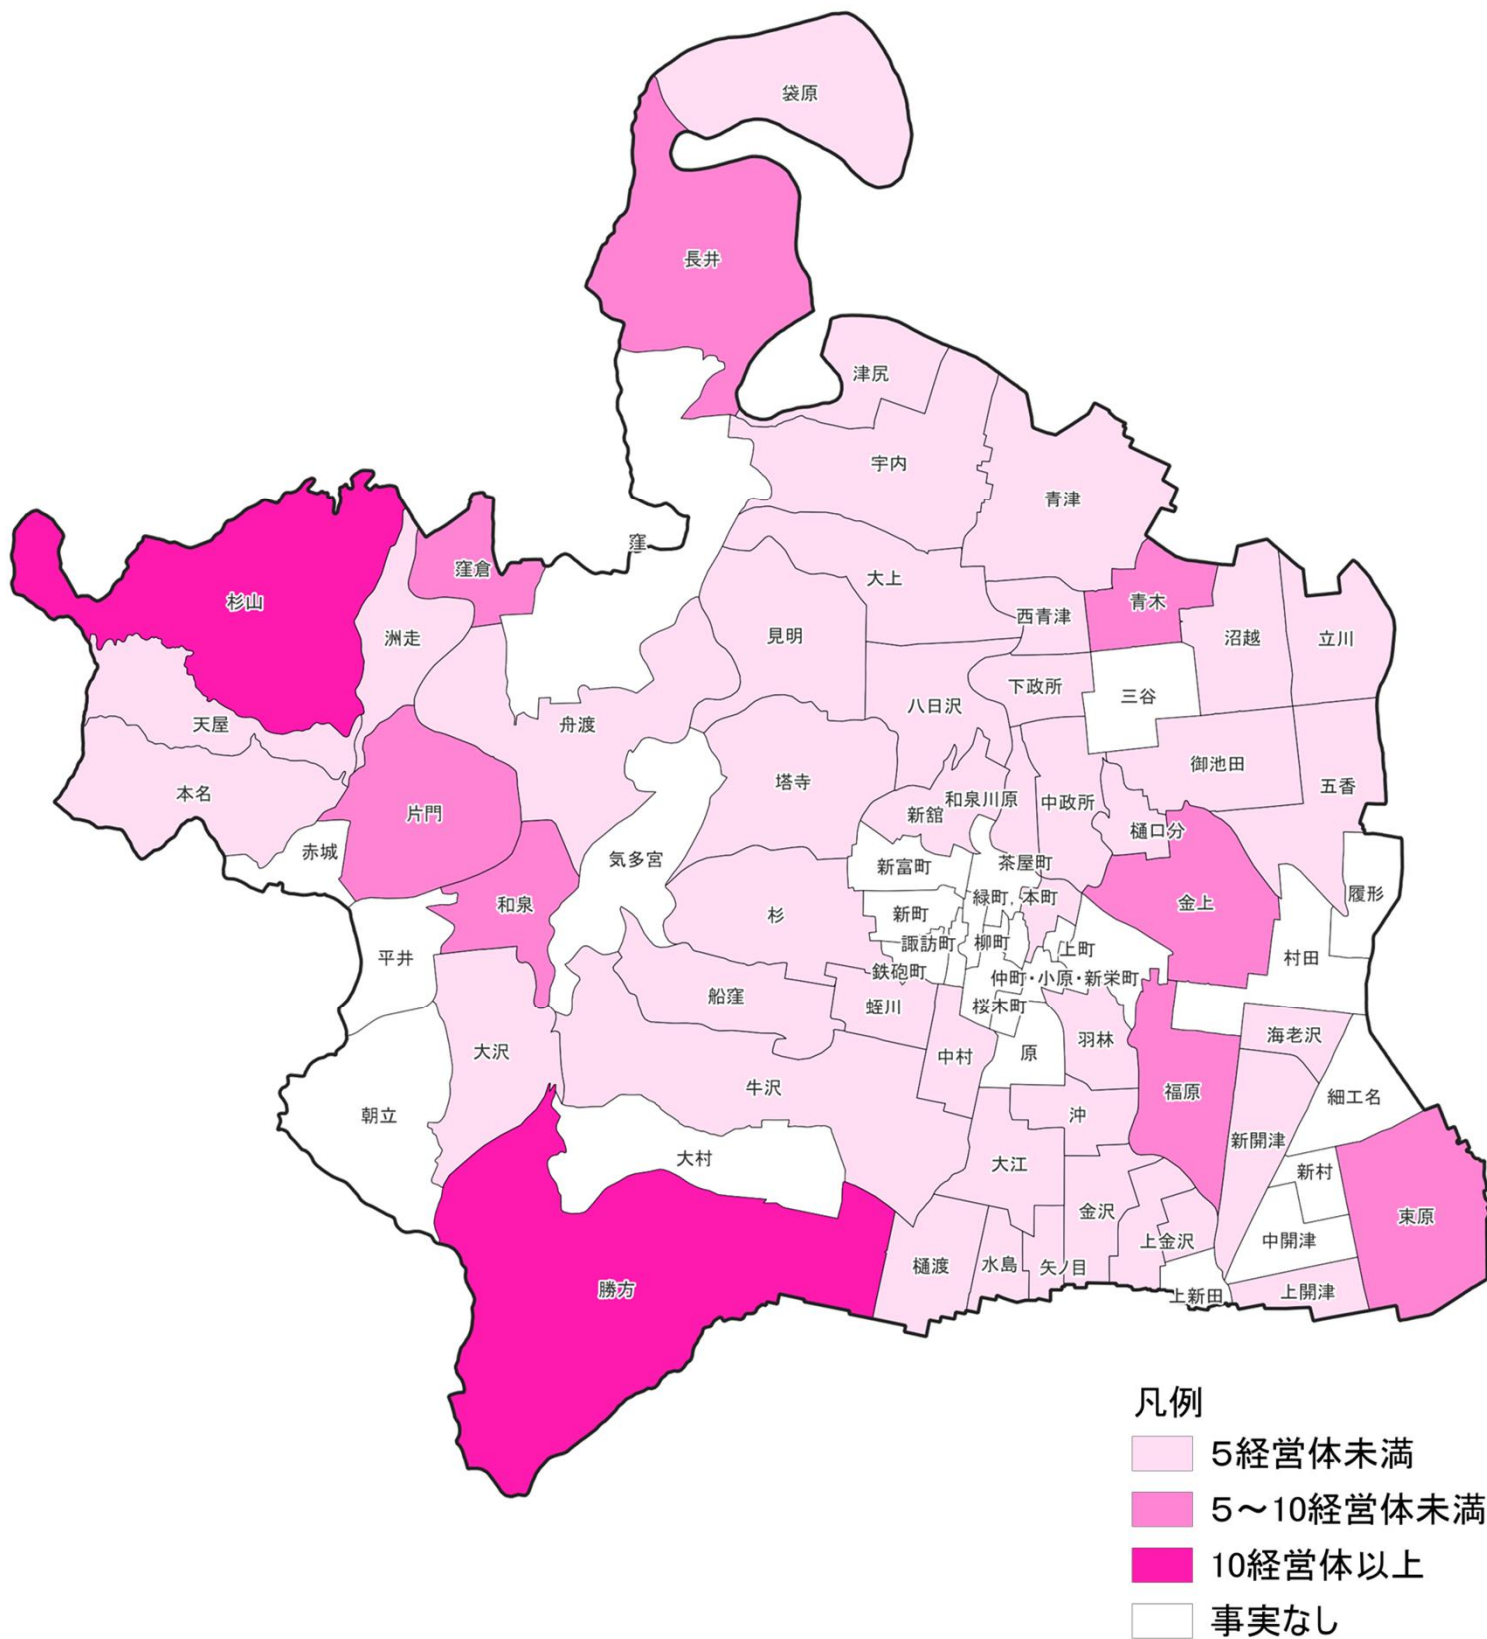 袋原
長井
津尻
宇内
青津
窪
窪倉
大上
青木
杉山
西青津
洲走
見明
沼越
立川
下政所
三谷
八日沢
天屋
舟渡
御池田
塔寺
五香
本名
和泉川原
中政所
片門
新舘
樋口分
赤城
気多宮
茶屋町
新富町
履形
緑町, 本町
金上
和泉
杉
新町
諏訪町
柳町
上町
平井
村田
鉄砲町
仲町・小原・新栄町
船窪
蛭川
桜木町
海老沢
羽林
大沢
原
中村
牛沢
福原
細工名
朝立
沖
新開津
大村
大江
新村
金沢
束原
上金沢
中開津
樋渡
水島
矢ノ目
勝方
上新田
上開津
凡例
5経営体未満
5～10経営体未満
10経営体以上
事実なし